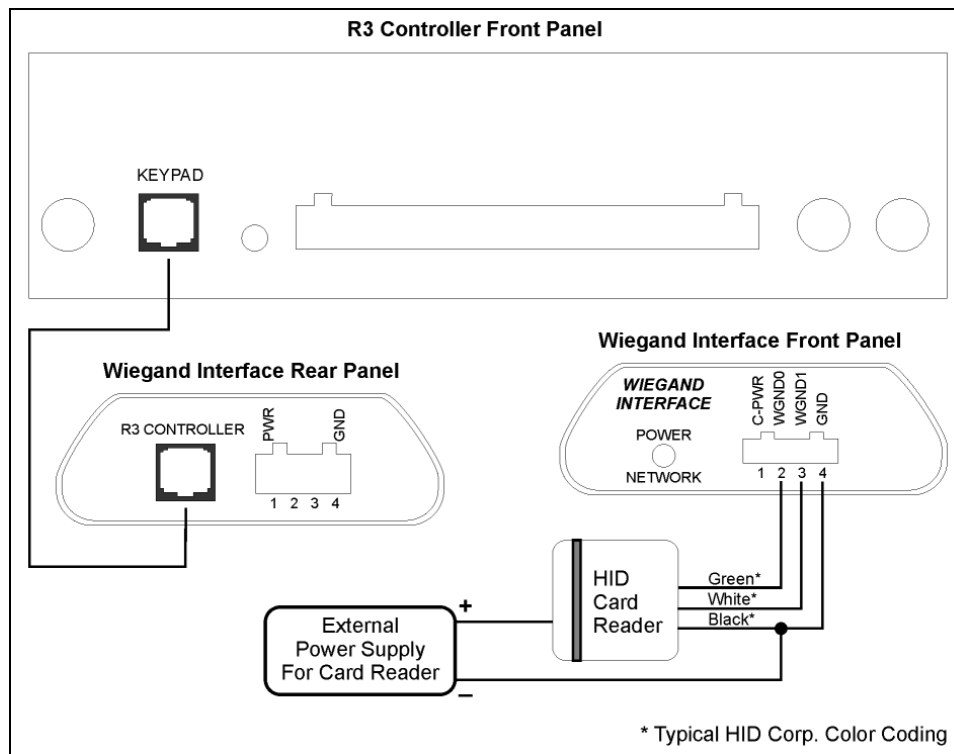 R3 Controller Front Panel
KEYPAD
Wiegand Interface Rear Panel
R3 CONTROLLER
PWR
GND
1 2 3 4
Wiegand Interface Front Panel
WIEGAND
INTERFACE
POWER
NETWORK
C-PWR
WGND0
WGND1
GND
1 2 3 4
HID
Card
Reader
Green*
White*
Black*
+
External
Power Supply
For Card Reader
–
* Typical HID Corp. Color Coding